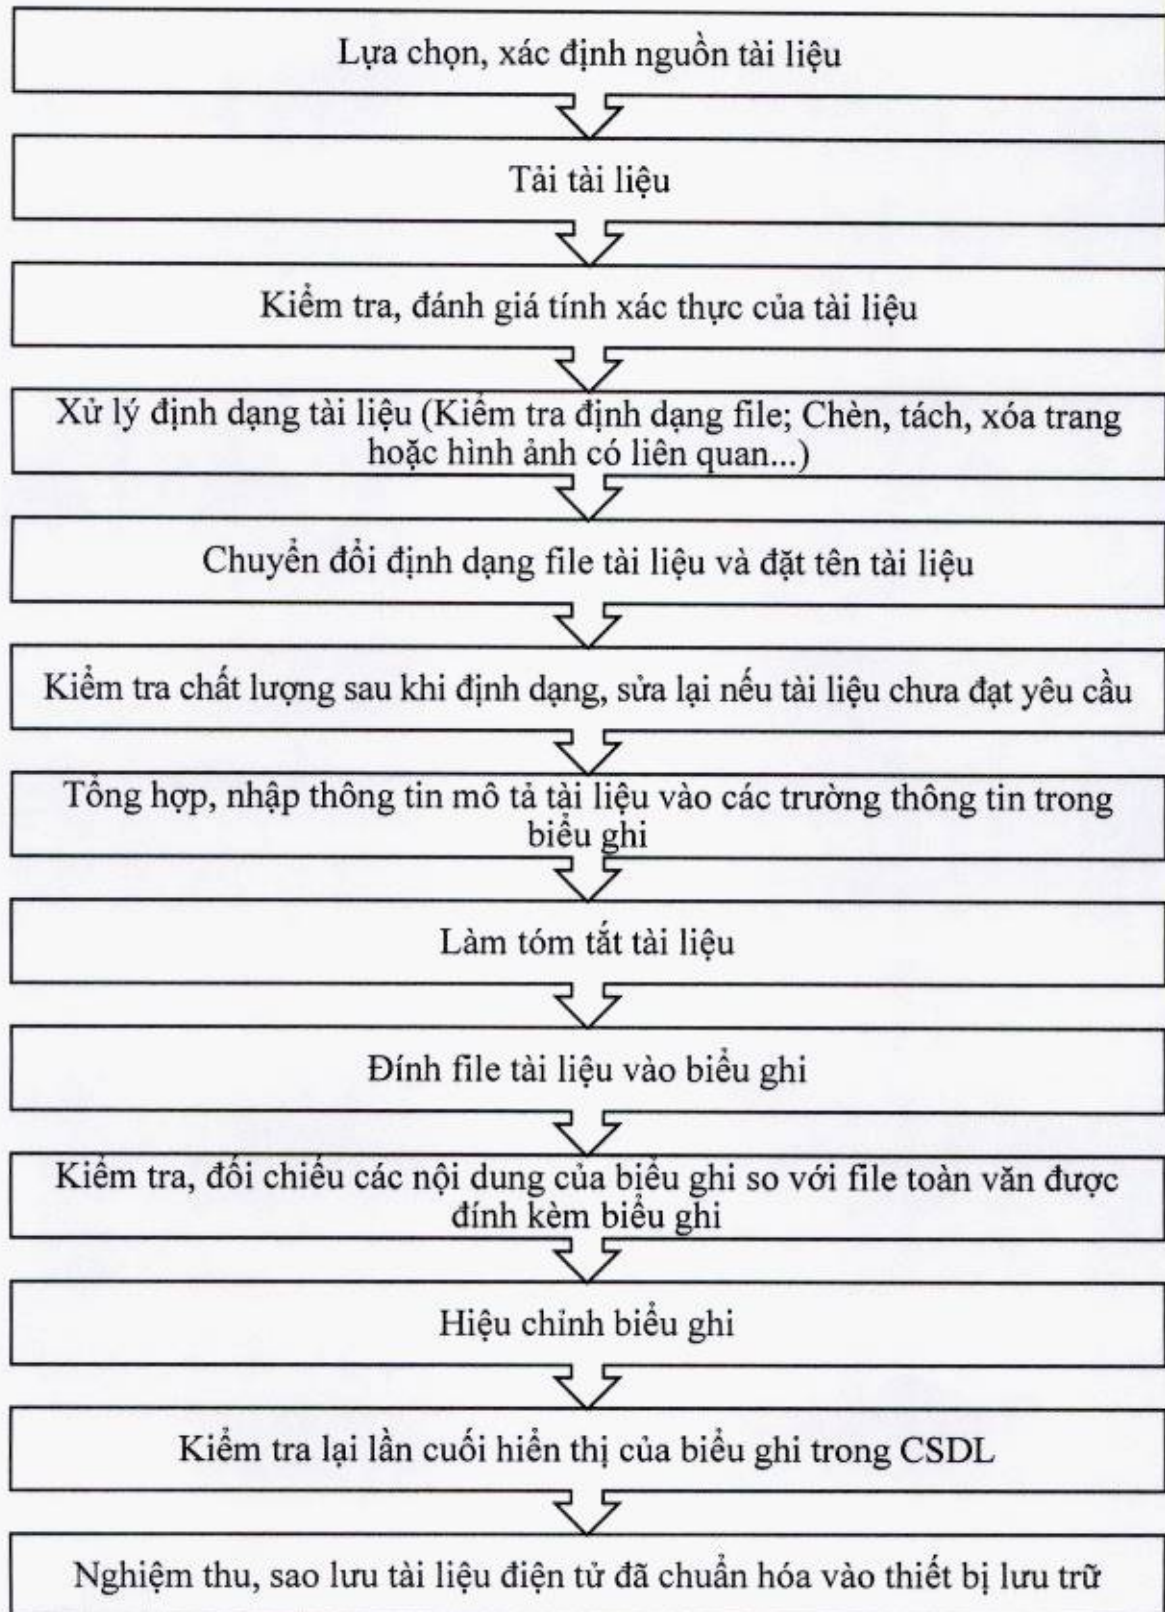 Lựa chọn, xác định nguồn tài liệu
Tải tài liệu
Kiểm tra, đánh giá tính xác thực của tài liệu
Xử lý định dạng tài liệu (Kiểm tra định dạng file; Chèn, tách, xóa trang
hoặc hình ảnh có liên quan...)
Chuyển đổi định dạng file tài liệu và đặt tên tài liệu
Kiểm tra chất lượng sau khi định dạng, sửa lại nếu tài liệu chưa đạt yêu cầu
Tổng hợp, nhập thông tin mô tả tài liệu vào các trường thông tin trong
biểu ghi
Làm tóm tắt tài liệu
Đính file tài liệu vào biểu ghi
Kiểm tra, đối chiếu các nội dung của biểu ghi so với file toàn văn được
đính kèm biểu ghi
Hiệu chỉnh biểu ghi
Kiểm tra lại lần cuối hiển thị của biểu ghi trong CSDL
Nghiệm thu, sao lưu tài liệu điện tử đã chuẩn hóa vào thiết bị lưu trữ